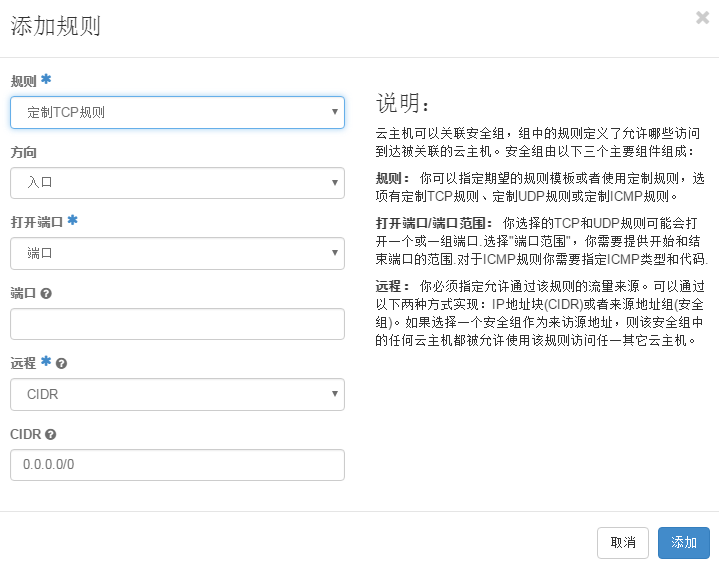 添加规则
×
规则 *
定制TCP规则
方向
入口
打开端口 *
端口
端口
远程 *
CIDR
CIDR
0.0.0.0/0
说明：
云主机可以关联安全组，组中的规则定义了允许哪些访问
到达被关联的云主机。安全组由以下三个主要组件组成：
规则： 你可以指定期望的规则模板或者使用定制规则，选
项有定制TCP规则、定制UDP规则或定制ICMP规则。
打开端口/端口范围： 你选择的TCP和UDP规则可能会打
开一个或一组端口.选择"端口范围"，你需要提供开始和结
束端口的范围.对于ICMP规则你需要指定ICMP类型和代码.
远程： 你必须指定允许通过该规则的流量来源。可以通过
以下两种方式实现：IP地址块(CIDR)或者来源地址组(安全
组)。如果选择一个安全组作为来访源地址，则该安全组中
的任何云主机都被允许使用该规则访问任一其它云主机。
取消
添加